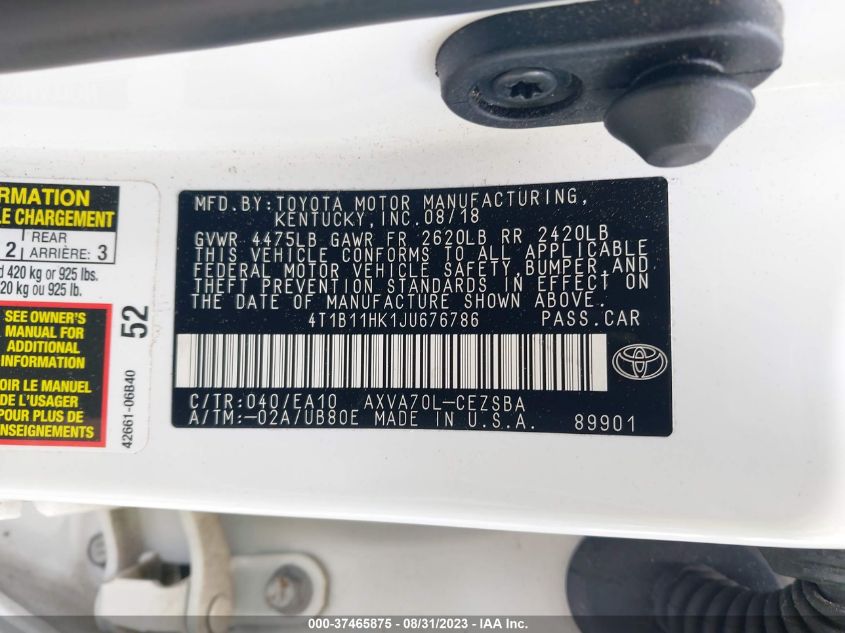 RMATION
LE CHARGEMENT
2 REAR ARRIÈRE: 3
d 420 kg or 925 lbs.
20 kg ou 925 lb.
SEE OWNER'S
MANUAL FOR
ADDITIONAL
INFORMATION
VOIR LE MANUEL
DE L'USAGER
POUR PLUS DE
ENSEIGNEMENTS
52
42661-06B40
MFD.BY:TOYOTA MOTOR MANUFACTURING,
KENTUCKY,INC.08/18
GVWR 4475LB GAWR FR 2620LB RR 2420LB
THIS VEHICLE CONFORMS TO ALL APPLICABLE
FEDERAL MOTOR VEHICLE SAFETY,BUMPER,AND
THEFT PREVENTION STANDARDS IN EFFECT ON
THE DATE OF MANUFACTURE SHOWN ABOVE.
4T1B11HK1JU676786 PASS.CAR
C/TR:040/EA10 AXVA70L-CEZSBA
A/TM:-02A/UB80E MADE IN U.S.A. 89901
000-37465875 - 08/31/2023 - IAA Inc.